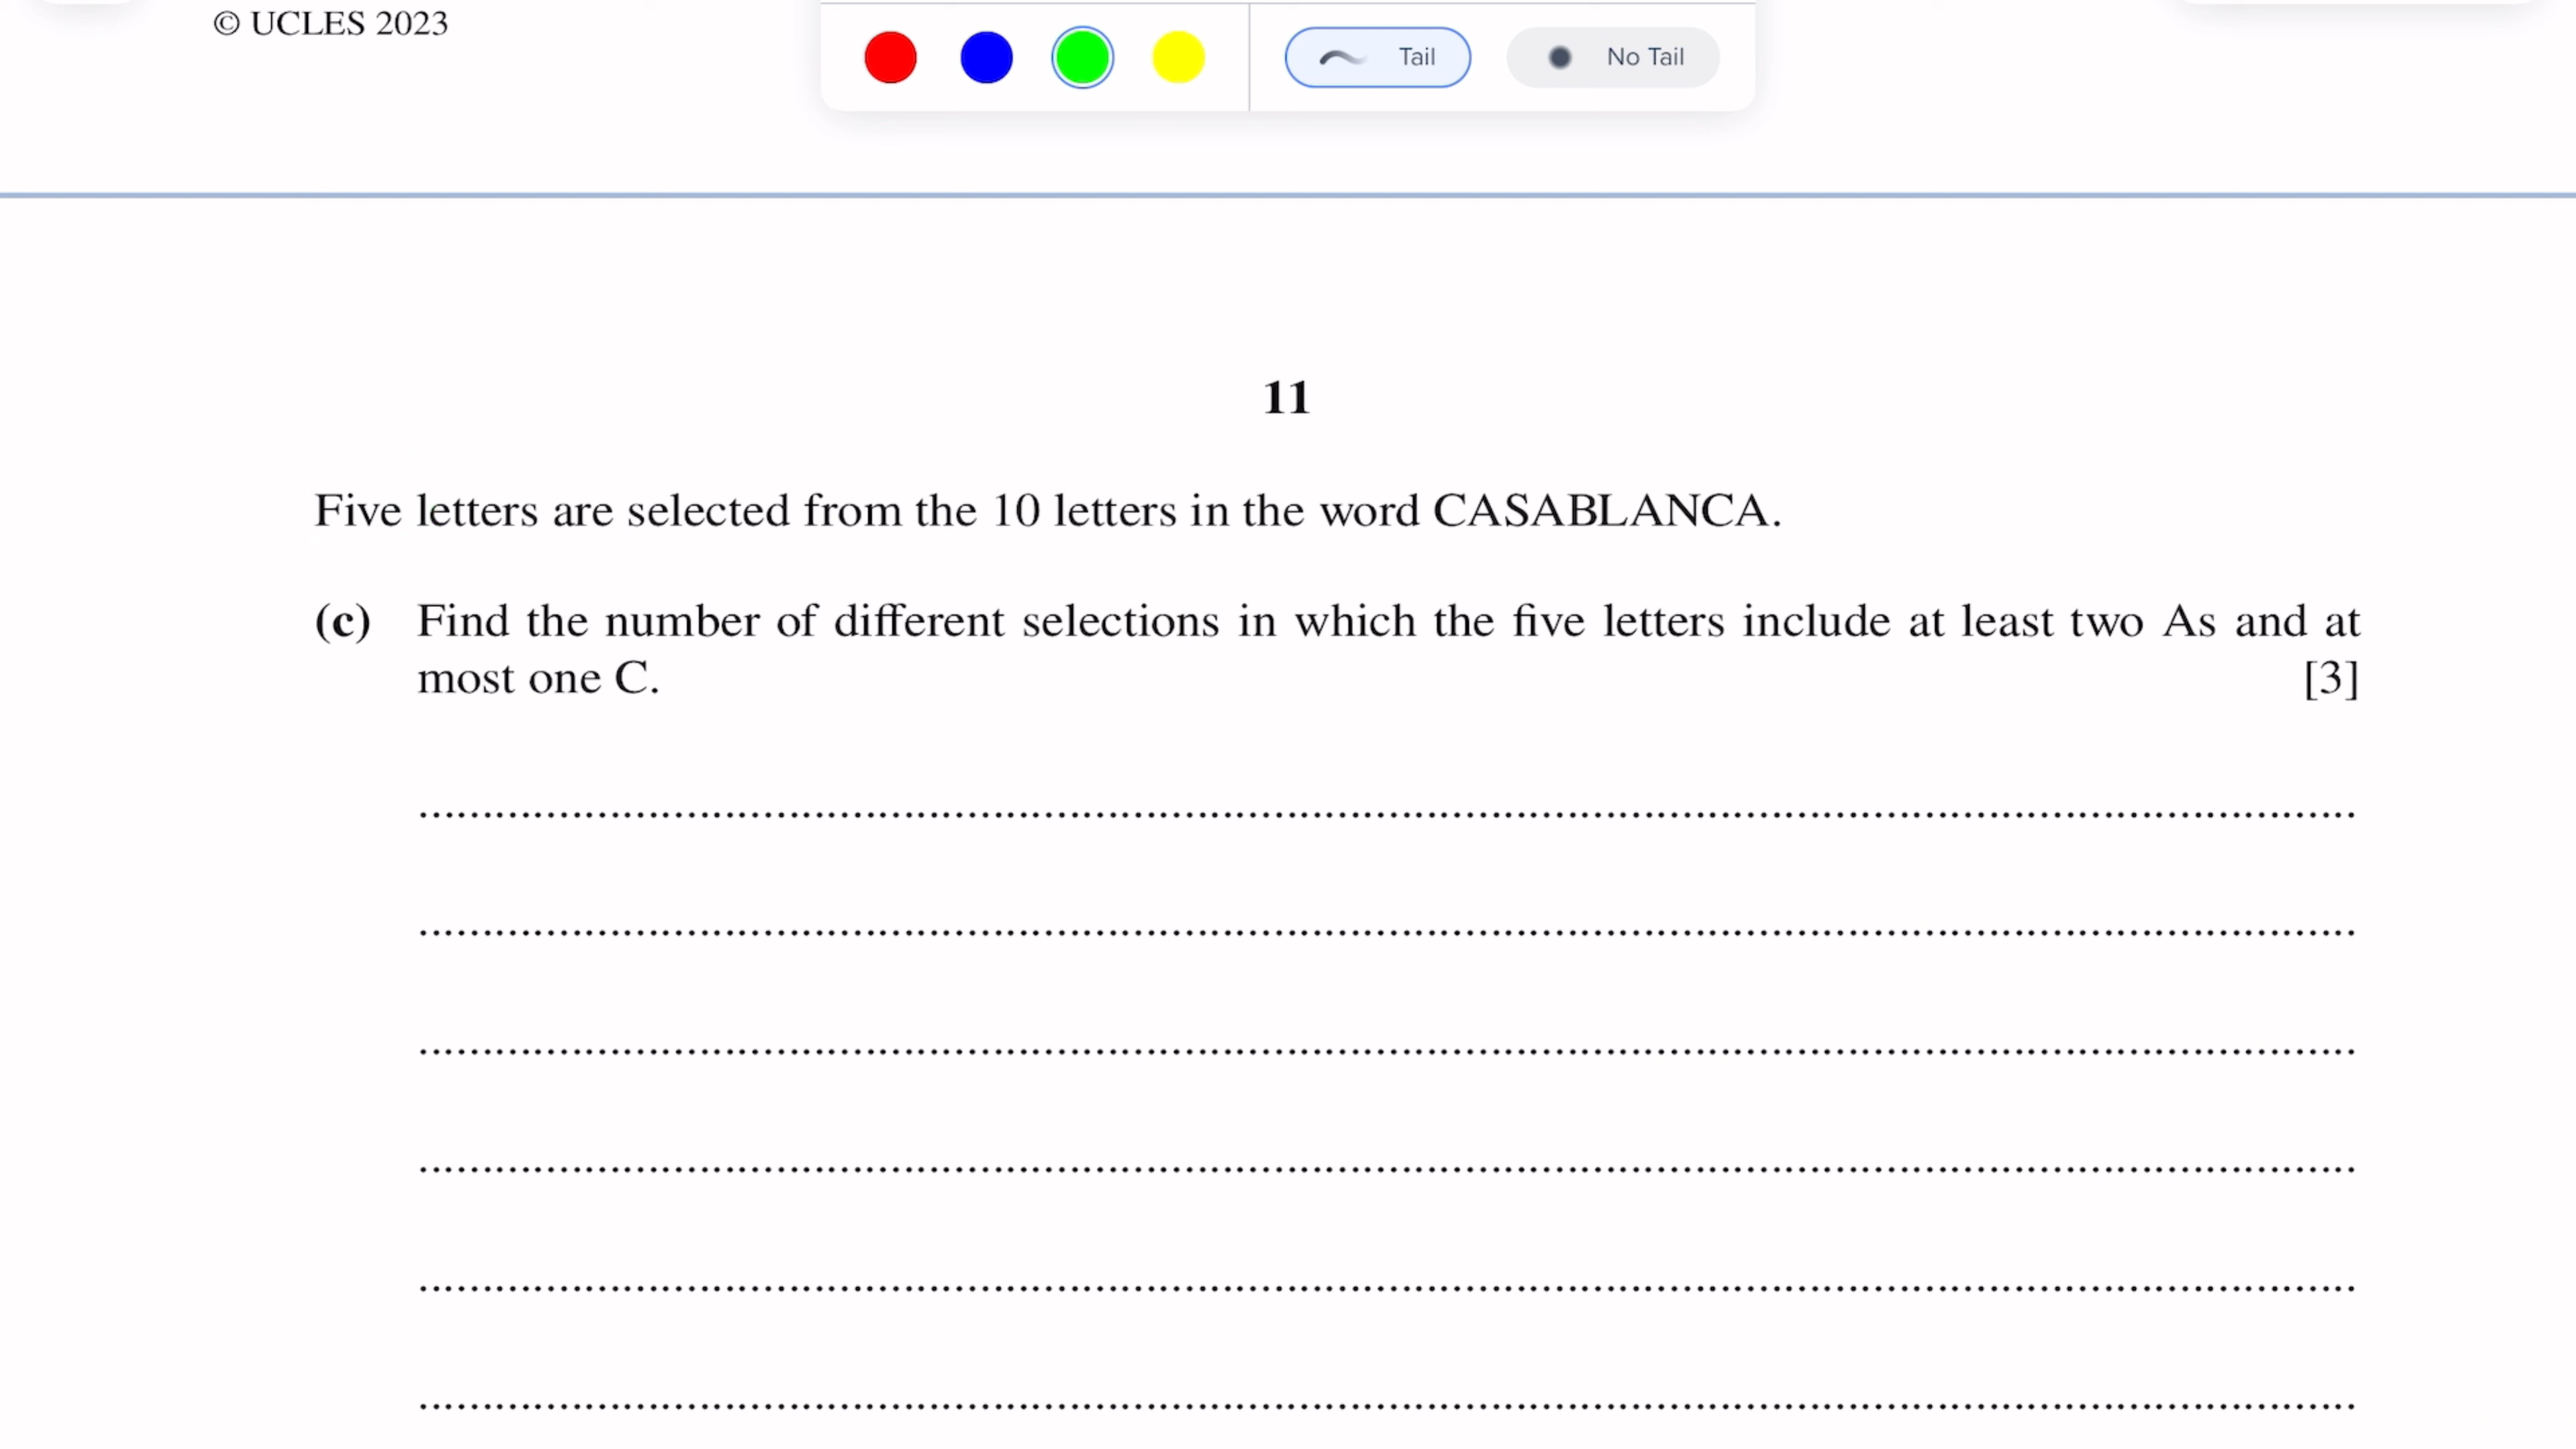 © UCLES 2023
Tail
No Tail
11
Five letters are selected from the 10 letters in the word CASABLANCA.
(c) Find the number of different selections in which the five letters include at least two As and at
most one C. [3]